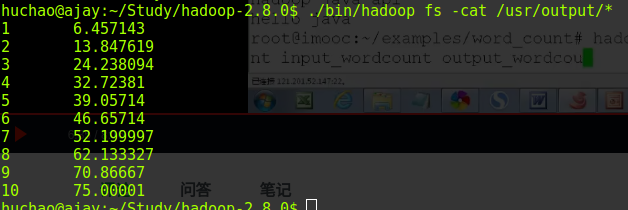 huchao@ajay:~/Study/hadoop-2.8.0$ ./bin/hadoop fs -cat /usr/output/*
1 6.457143
2 13.847619
3 24.238094
4 32.72381
5 39.05714
6 46.65714
7 52.199997
8 62.133327
9 70.86667
10 75.00001
huchao@ajay:~/Study/hadoop-2.8.0$
hello java
root@imooc:~/examples/word_count# hado
nt input_wordcount output_wordcou
问答 笔记